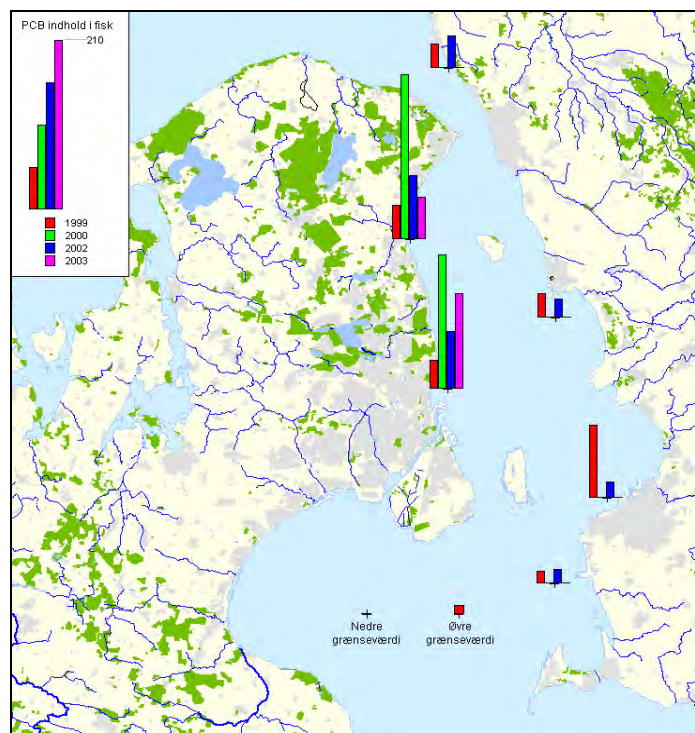 PCB indhold i fisk
210
1999
2000
2002
2003
Nedre
grænseværdi
Øvre
grænseværdi